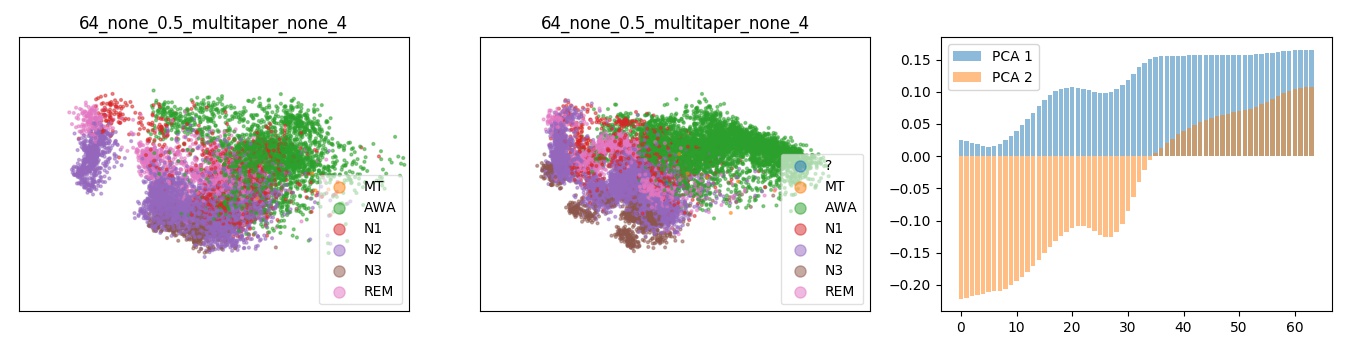 64_none_0.5_multitaper_none_4
MT
AWA
N1
N2
N3
REM
64_none_0.5_multitaper_none_4
?
MT
AWA
N1
N2
N3
REM
PCA 1
PCA 2
0.15
0.10
0.05
0.00
−0.05
−0.10
−0.15
−0.20
0 10 20 30 40 50 60